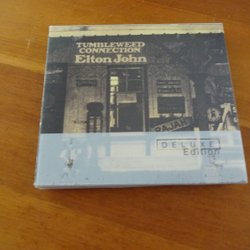 TUMBLEWEED
CONNECTION
Elton John
DELUXE
Edition